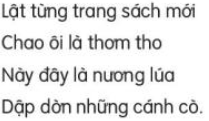 Lật từng trang sách mới
Chao ôi là thơm tho
Này đây là nương lúa
Dập dờn những cánh cò.